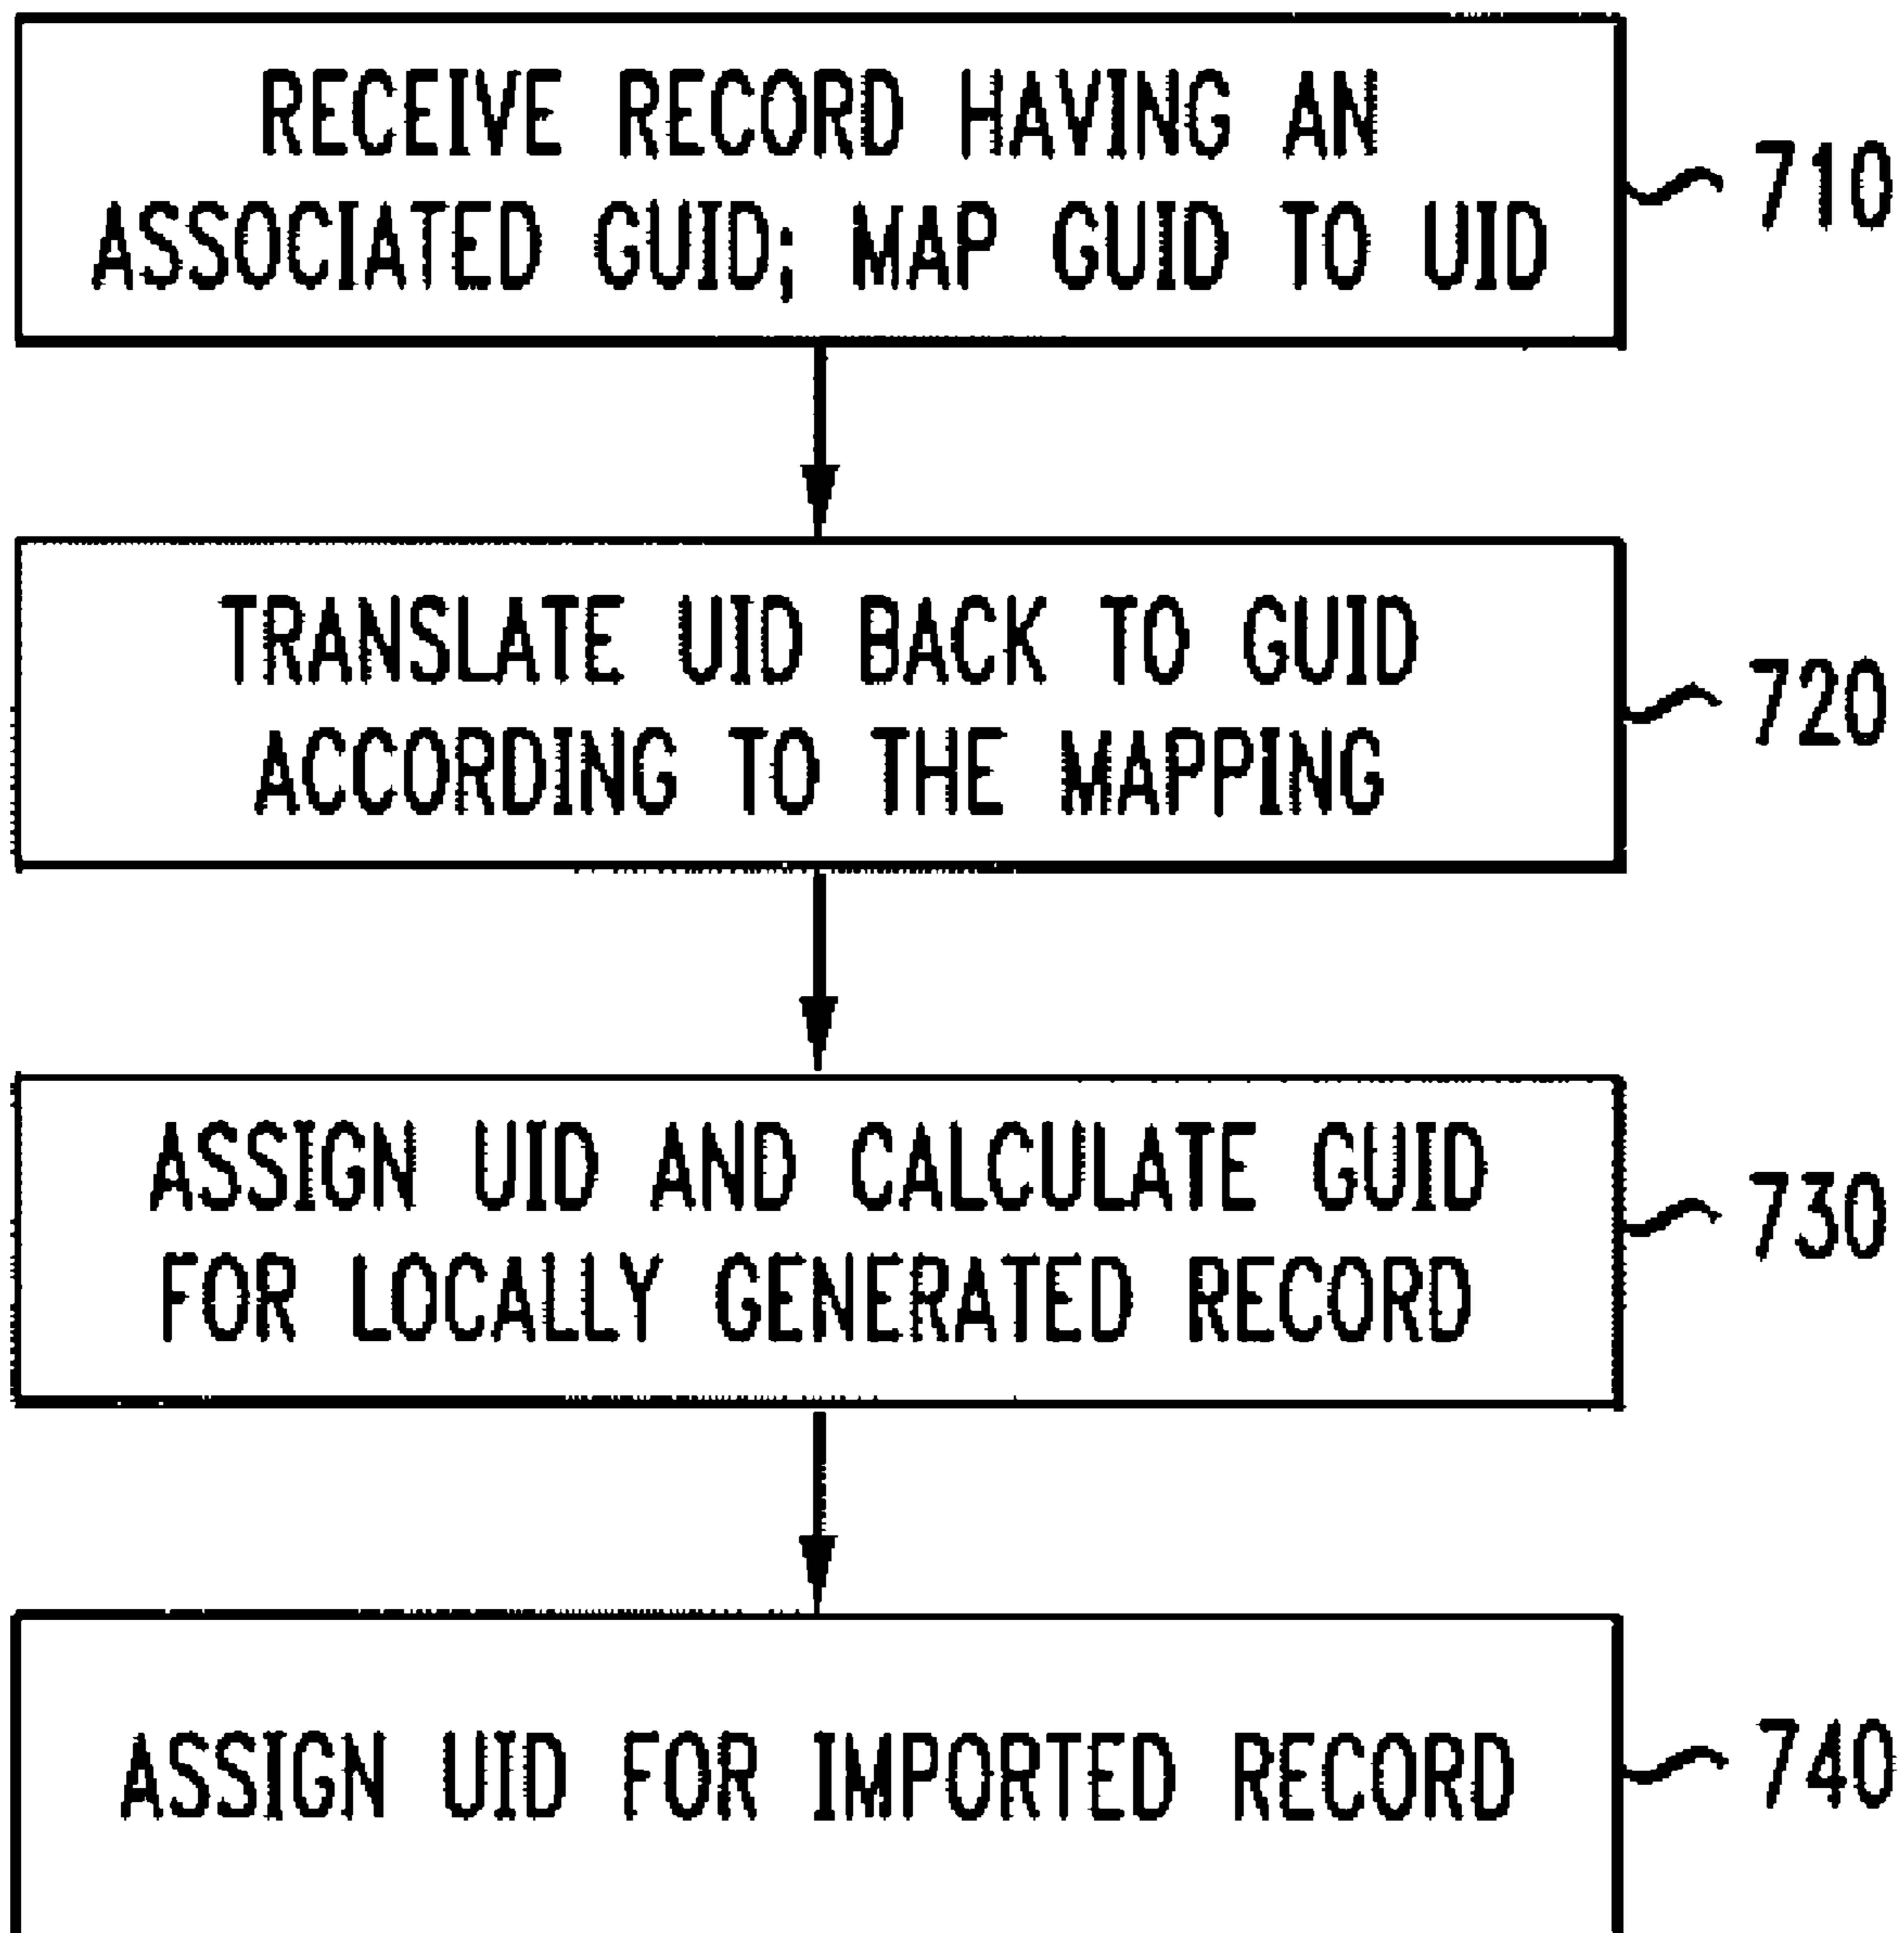 RECEIVE RECORD HAVING AN
ASSOCIATED GUID; MAP GUID TO UID
710
TRANSLATE UID BACK TO GUID
ACCORDING TO THE MAPPING
720
ASSIGN UID AND CALCULATE GUID
FOR LOCALLY GENERATED RECORD
730
ASSIGN UID FOR IMPORTED RECORD
740